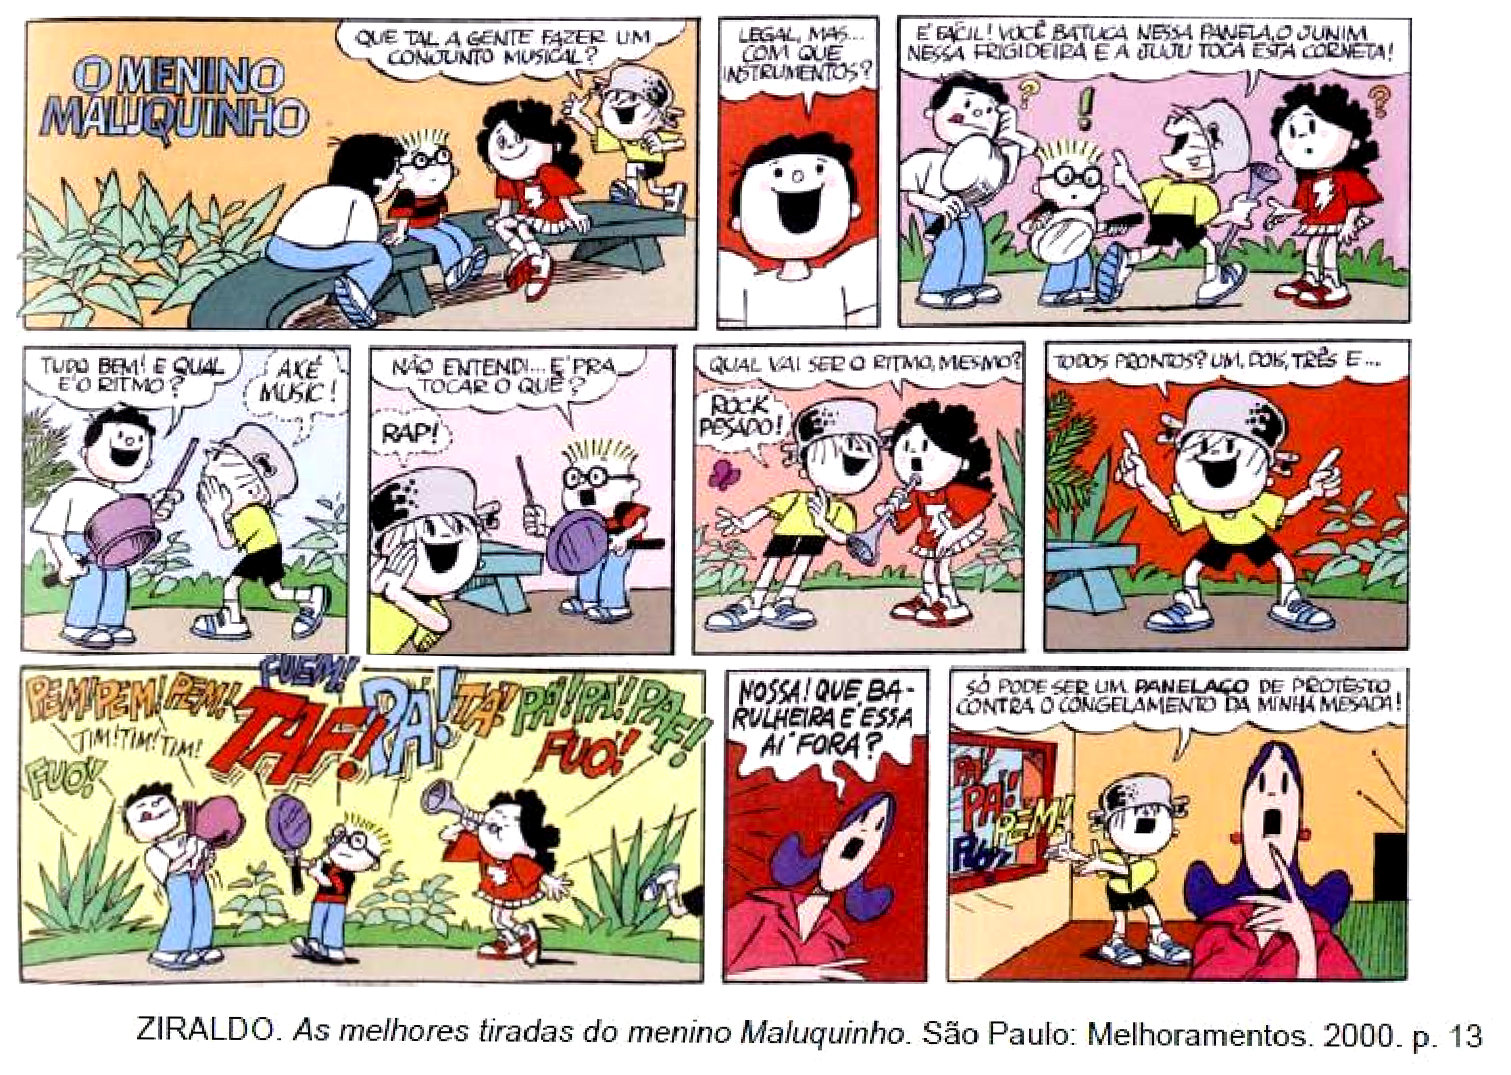 O MENINO
MALUQUINHO
QUE TAL A GENTE FAZER UM
CONJUNTO MUSICAL?
LEGAL, MAS...
COM QUE
INSTRUMENTOS?
É FÁCIL! VOCÊ BATUCA NESSA PANELA, O JUNIM
NESSA FRIGIDEIRA E A JUJU TOCA ESTA CORNETA!
?
!
?
TUDO BEM! E QUAL
É O RITMO?
AXÉ
MUSIC!
NÃO ENTENDI... É PRA
TOCAR O QUÊ?
RAP!
QUAL VAI SER O RITMO, MESMO?
ROCK
PESADO!
TODOS PRONTOS? UM, DOIS, TRÊS E...
PEM! PEM! PEM!
FUEM!
TAF!
PÁ!
TÁ!
PÁ! PÁ! PAF!
TIM! TIM! TIM!
FUÓ!
FUÓ!
NOSSA! QUE BA-
RULHEIRA É ESSA
AÍ FORA?
SÓ PODE SER UM PANELAÇO DE PROTESTO
CONTRA O CONGELAMENTO DA MINHA MESADA!
PÁ!
PÁ!
PEM!
FUÓ!
ZIRALDO. As melhores tiradas do menino Maluquinho. São Paulo: Melhoramentos. 2000. p. 13